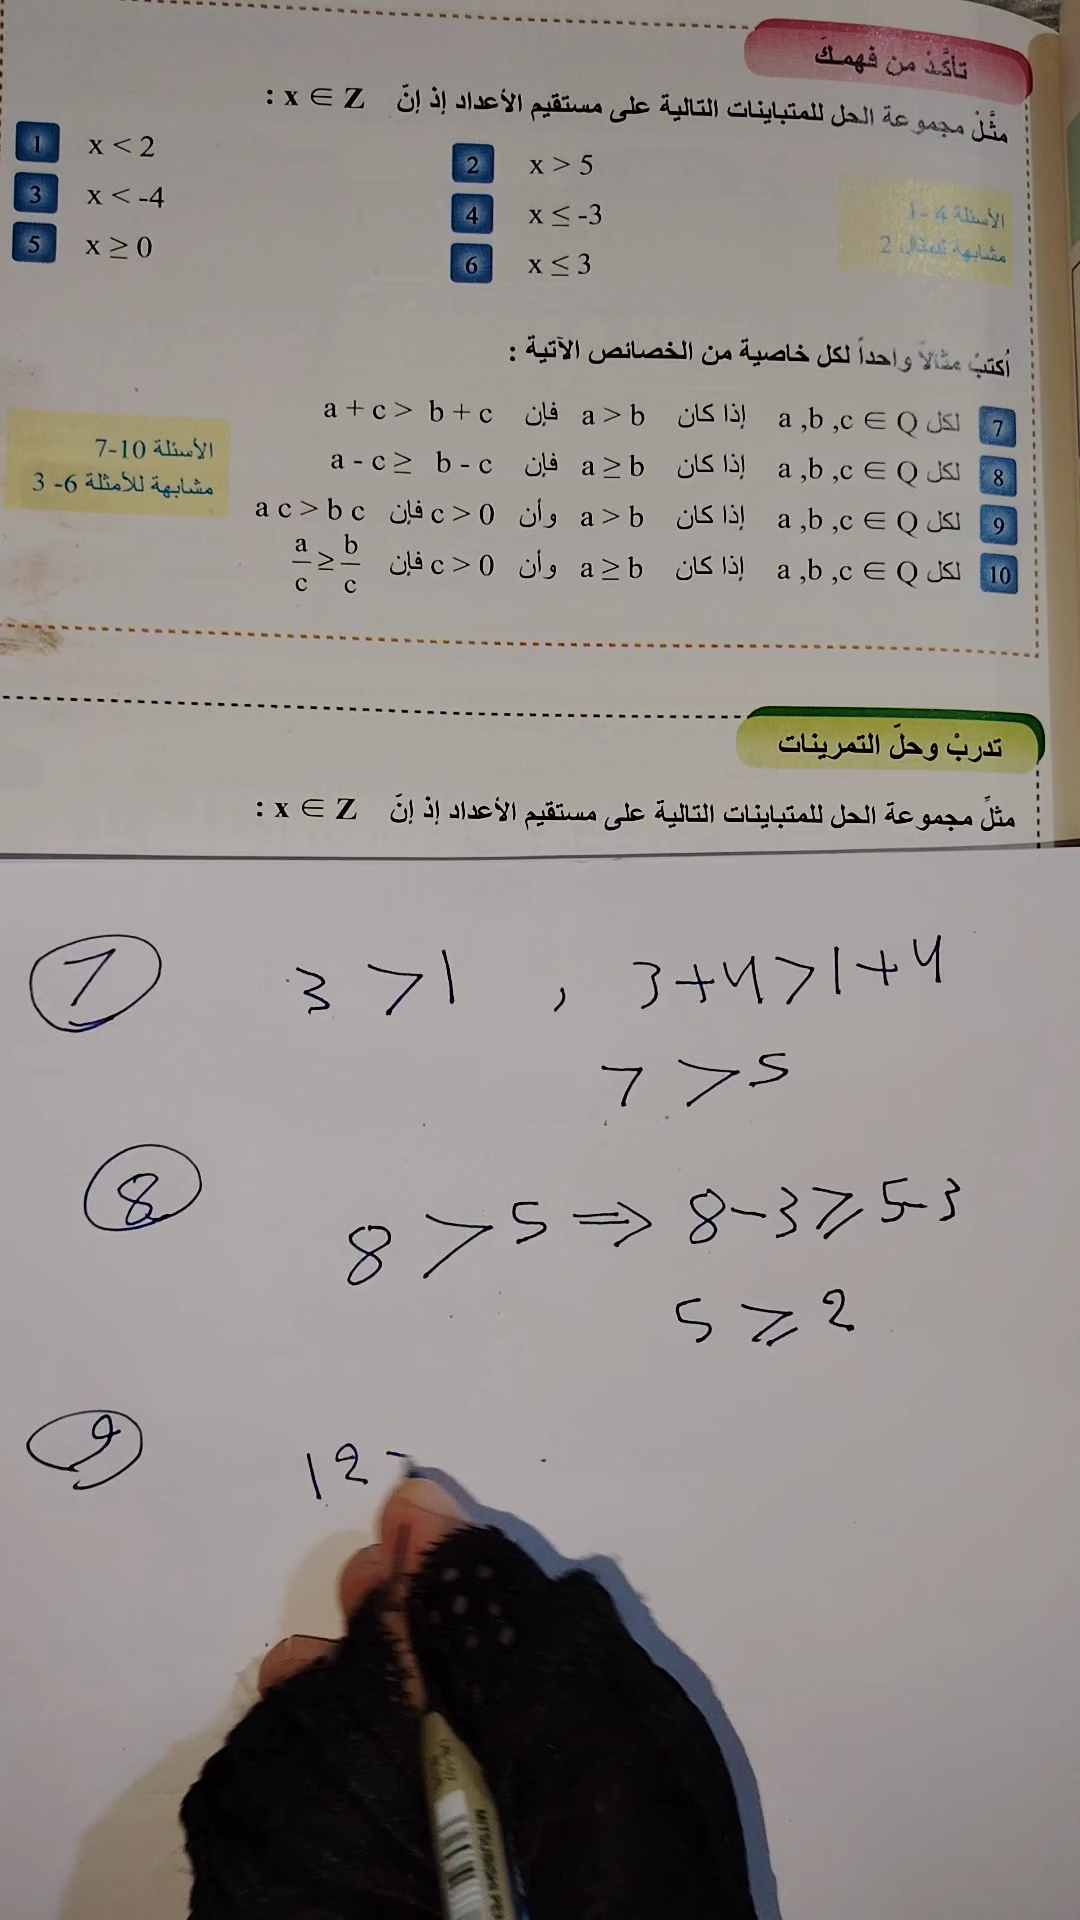 تأكَّدْ من فهمكَ
مثَّلْ مجموعة الحل للمتباينات التالية على مستقيم الأعداد إذ إنّ x ∈ Z :
1 x < 2
2 x > 5
3 x < -4
4 x ≤ -3
الأسئلة 4 -1
مشابهة للمثال 2
5 x ≥ 0
6 x ≤ 3
أكتبْ مثالاً واحداً لكل خاصية من الخصائص الآتية :
7 لكل a ,b ,c ∈ Q إذا كان a > b فإن a + c > b + c
8 لكل a ,b ,c ∈ Q إذا كان a ≥ b فإن a - c ≥ b - c
9 لكل a ,b ,c ∈ Q إذا كان a > b وأن c > 0 فإن a c > b c
10 لكل a ,b ,c ∈ Q إذا كان a ≥ b وأن c > 0 فإن a/c ≥ b/c
الأسئلة 10-7
مشابهة للأمثلة 6- 3
تدربْ وحلّ التمرينات
مثلً مجموعة الحل للمتباينات التالية على مستقيم الأعداد إذ إنّ x ∈ Z :
7 3 > 1 , 3+4 > 1+4
7 > 5
8 8 > 5 ⇒ 8-3 ≥ 5-3
5 ≥ 2
9 12